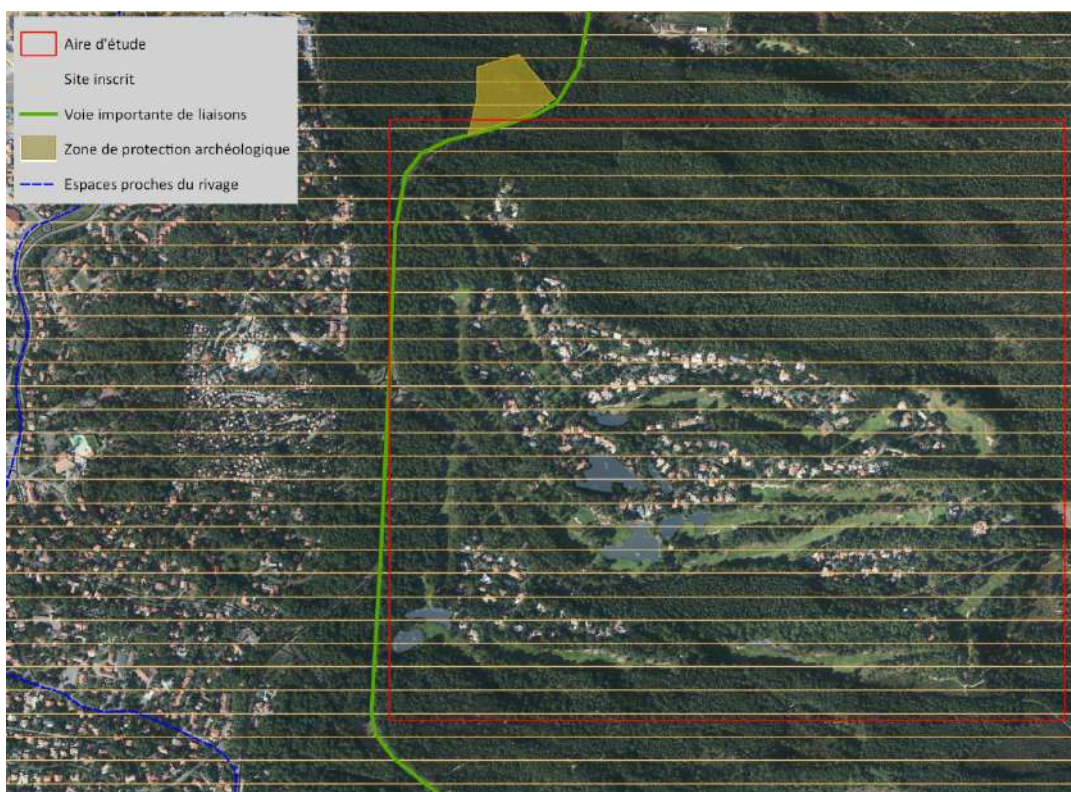 Aire d'étude
Site inscrit
Voie importante de liaisons
Zone de protection archéologique
Espaces proches du rivage